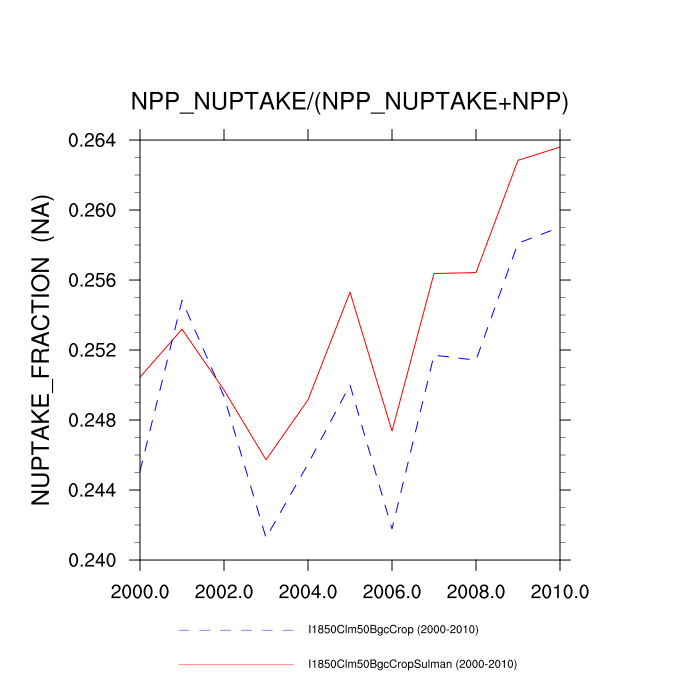 NPP_NUPTAKE/(NPP_NUPTAKE+NPP)
NUPTAKE_FRACTION (NA)
0.264
0.260
0.256
0.252
0.248
0.244
0.240
2000.0 2002.0 2004.0 2006.0 2008.0 2010.0
I1850Clm50BgcCrop (2000-2010)
I1850Clm50BgcCropSulman (2000-2010)